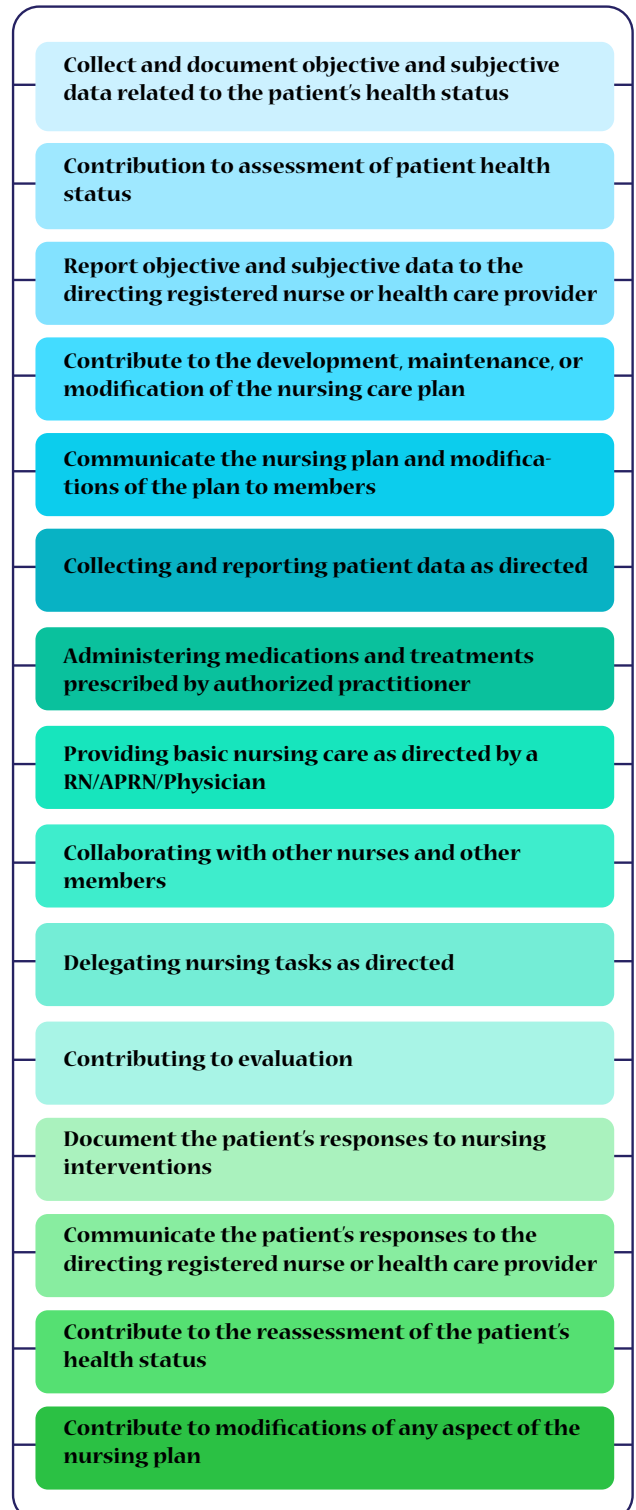 Collect and document objective and subjective
data related to the patient's health status
Contribution to assessment of patient health
status
Report objective and subjective data to the
directing registered nurse or health care provider
Contribute to the development, maintenance, or
modification of the nursing care plan
Communicate the nursing plan and modifica-
tions of the plan to members
Collecting and reporting patient data as directed
Administering medications and treatments
prescribed by authorized practitioner
Providing basic nursing care as directed by a
RN/APRN/Physician
Collaborating with other nurses and other
members
Delegating nursing tasks as directed
Contributing to evaluation
Document the patient's responses to nursing
interventions
Communicate the patient's responses to the
directing registered nurse or health care provider
Contribute to the reassessment of the patient's
health status
Contribute to modifications of any aspect of the
nursing plan